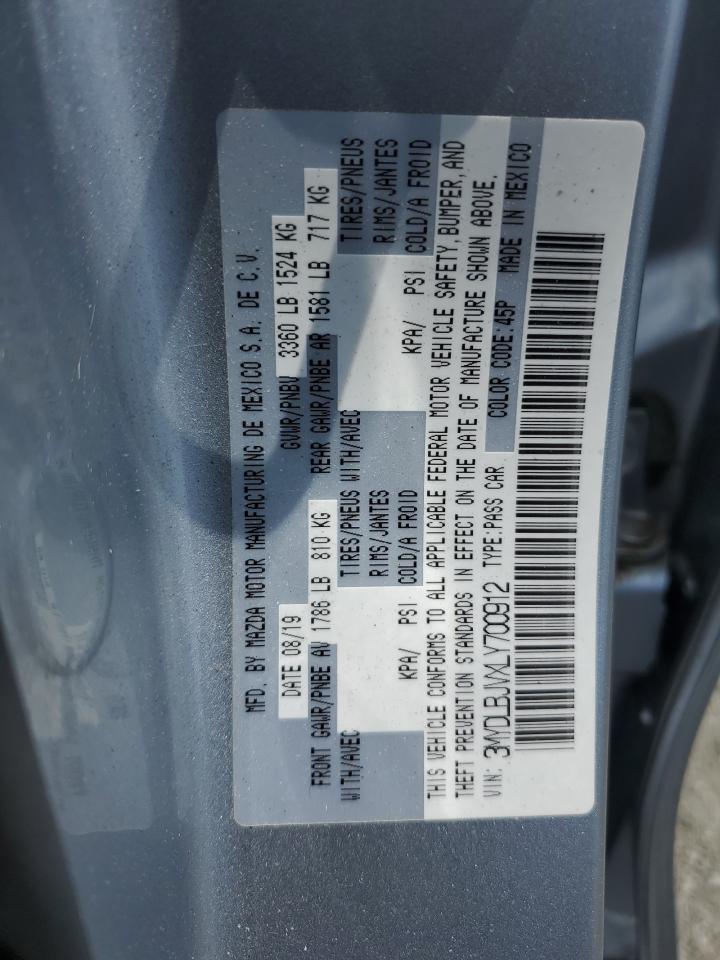 MFD. BY MAZDA MOTOR MANUFACTURING DE MEXICO S.A. DE C.V.
DATE 08/19 GVWR/PNBV 3360 LB 1524 KG
FRONT GAWR/PNBE AV 1786 LB 810 KG REAR GAWR/PNBE AR 1581 LB 717 KG
WITH/AVEC TIRES/PNEUS WITH/AVEC TIRES/PNEUS
RIMS/JANTES RIMS/JANTES
KPA/ PSI COLD/A FROID KPA/ PSI COLD/A FROID
THIS VEHICLE CONFORMS TO ALL APPLICABLE FEDERAL MOTOR VEHICLE SAFETY, BUMPER, AND
THEFT PREVENTION STANDARDS IN EFFECT ON THE DATE OF MANUFACTURE SHOWN ABOVE.
VIN: 3MYDLBJVXLY700912 TYPE:PASS CAR COLOR CODE:45P MADE IN MEXICO